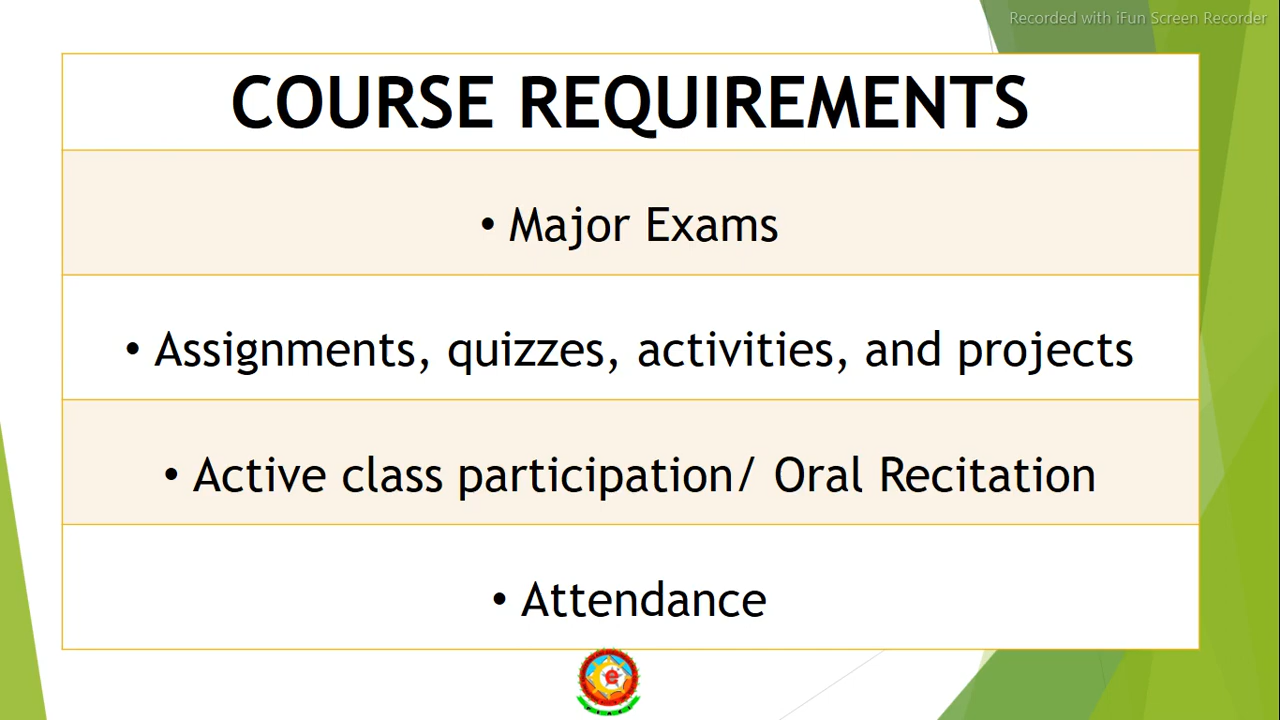 Recorded with iFun Screen Recorder
COURSE REQUIREMENTS
• Major Exams
• Assignments, quizzes, activities, and projects
• Active class participation/ Oral Recitation
• Attendance
e